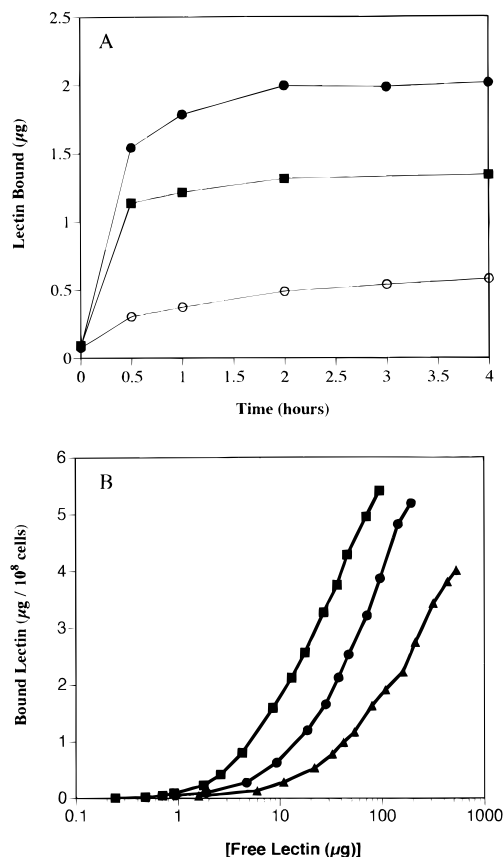 A
2.5
2
1.5
1
0.5
0
Lectin Bound (µg)
0 0.5 1 1.5 2 2.5 3 3.5 4
Time (hours)
B
6
5
4
3
2
1
0
Bound Lectin (µg / 10⁸ cells)
0.1 1 10 100 1000
[Free Lectin (µg)]